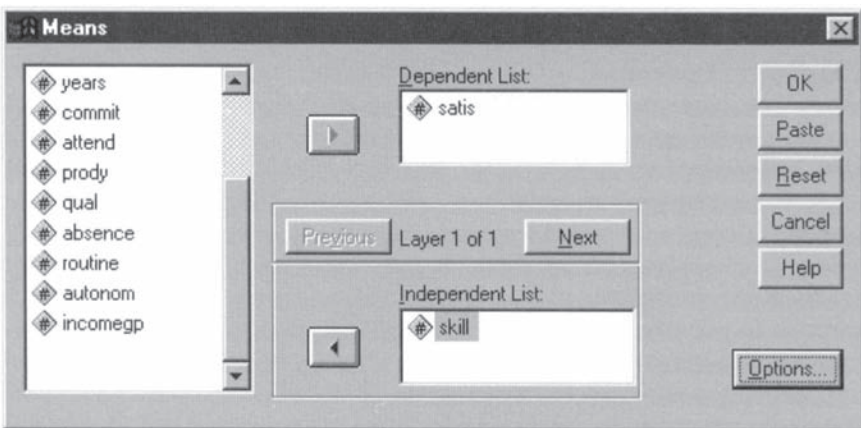 Means
years
commit
attend
prody
qual
absence
routine
autonom
incomegp
Dependent List:
satis
Previous
Layer 1 of 1
Next
Independent List:
skill
OK
Paste
Reset
Cancel
Help
Options...